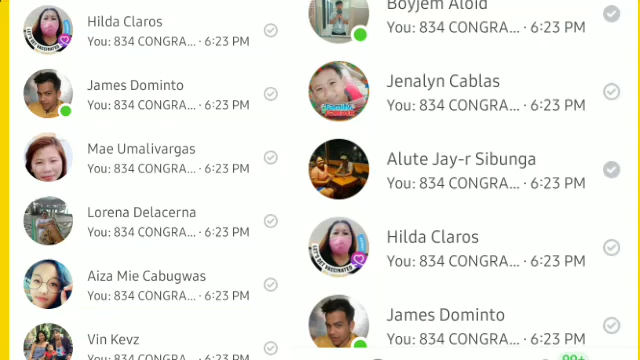 Hilda Claros
You: 834 CONGRA... · 6:23 PM
James Dominto
You: 834 CONGRA... · 6:23 PM
Mae Umalivargas
You: 834 CONGRA... · 6:23 PM
Lorena Delacerna
You: 834 CONGRA... · 6:23 PM
Aiza Mie Cabugwas
You: 834 CONGRA... · 6:23 PM
Vin Kevz
You: 834 CONGRA... · 6:23 PM
Boyjem Aloid
You: 834 CONGRA... · 6:23 PM
Jenalyn Cablas
You: 834 CONGRA... · 6:23 PM
Alute Jay-r Sibunga
You: 834 CONGRA... · 6:23 PM
Hilda Claros
You: 834 CONGRA... · 6:23 PM
LET'S GET VACCINATED
James Dominto
You: 834 CONGRA... · 6:23 PM
99+